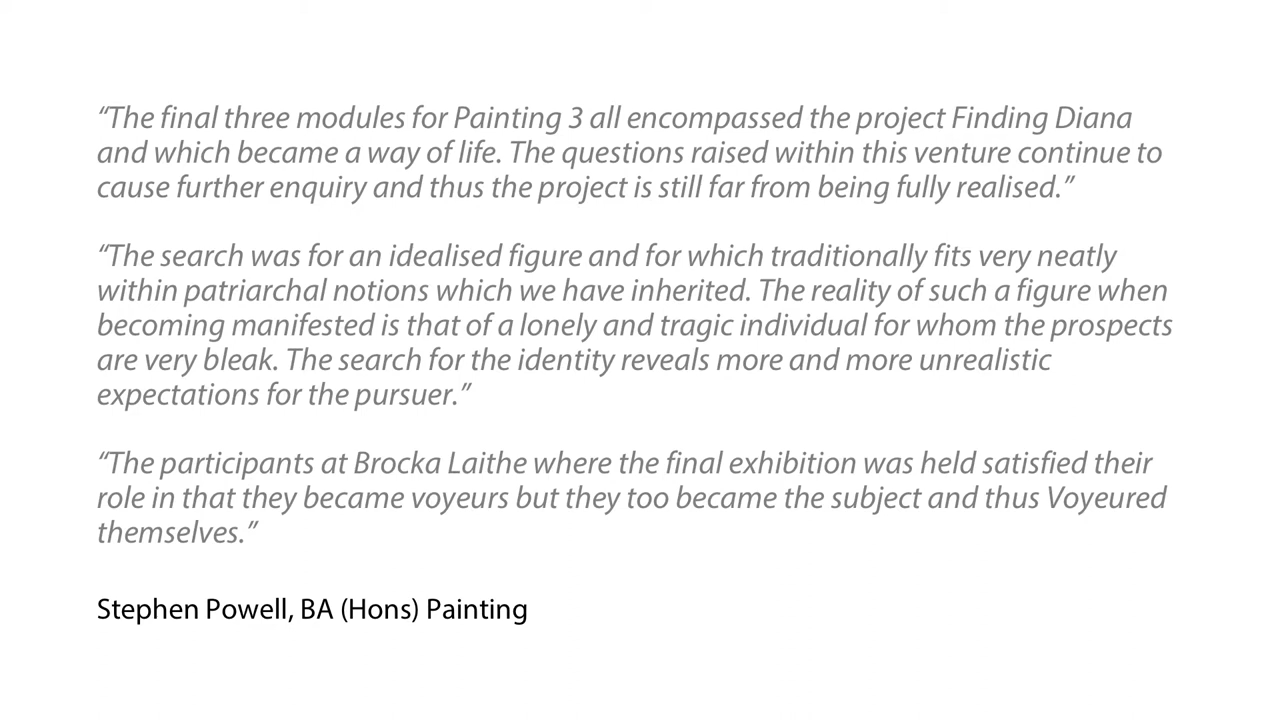 “The final three modules for Painting 3 all encompassed the project Finding Diana
and which became a way of life. The questions raised within this venture continue to
cause further enquiry and thus the project is still far from being fully realised.”
“The search was for an idealised figure and for which traditionally fits very neatly
within patriarchal notions which we have inherited. The reality of such a figure when
becoming manifested is that of a lonely and tragic individual for whom the prospects
are very bleak. The search for the identity reveals more and more unrealistic
expectations for the pursuer.”
“The participants at Brocka Laithe where the final exhibition was held satisfied their
role in that they became voyeurs but they too became the subject and thus Voyeured
themselves.”
Stephen Powell, BA (Hons) Painting